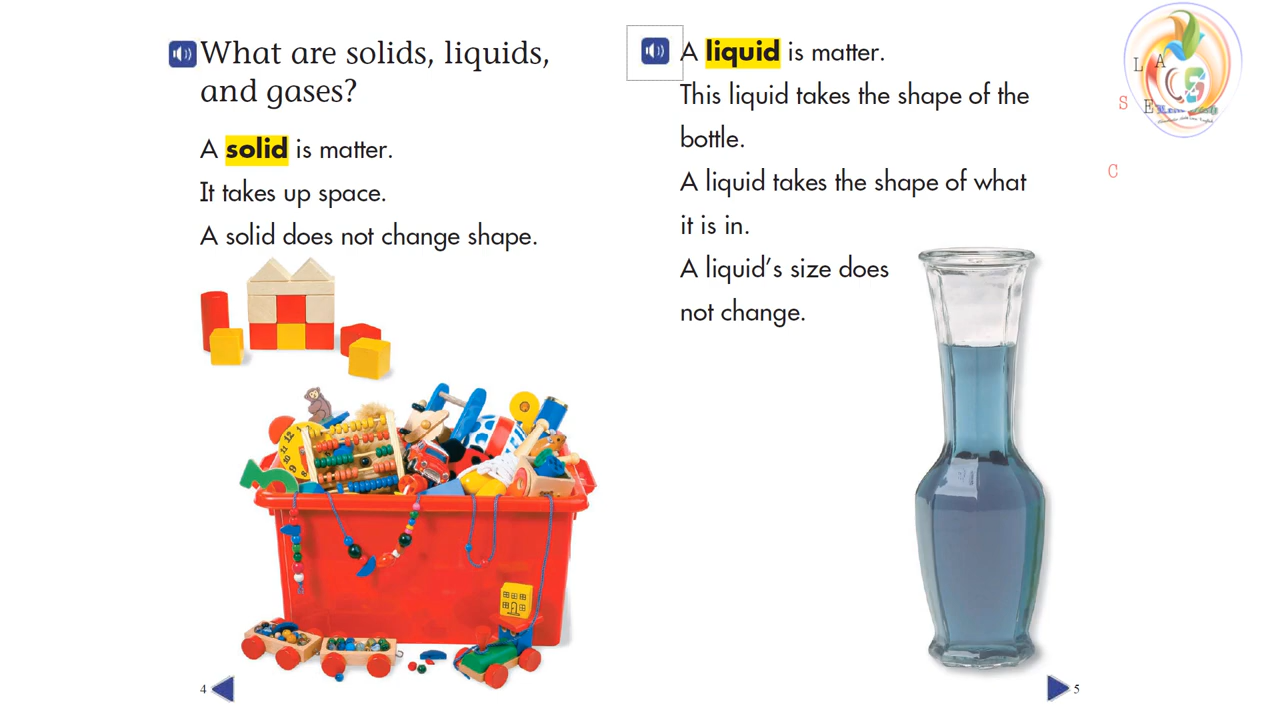 What are solids, liquids,
and gases?
A solid is matter.
It takes up space.
A solid does not change shape.
4
A liquid is matter.
This liquid takes the shape of the
bottle.
A liquid takes the shape of what
it is in.
A liquid's size does
not change.
5
L A
S E
C